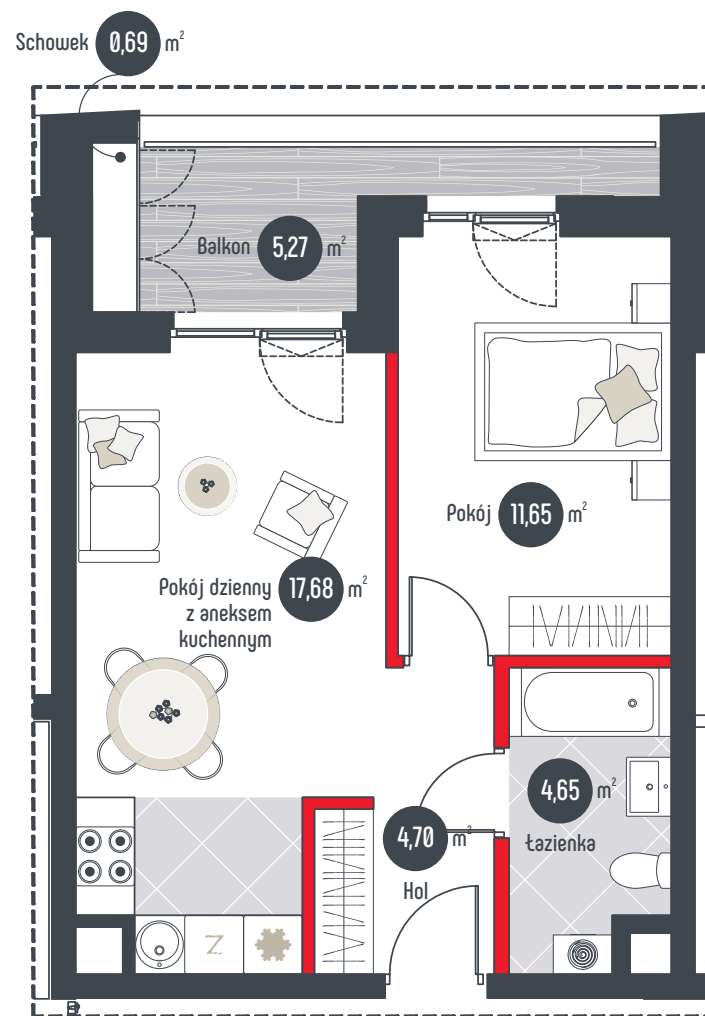 Schowek 0,69 m²
Balkon 5,27 m²
Pokój 11,65 m²
Pokój dzienny 17,68 m²
z aneksem
kuchennym
4,65 m²
Łazienka
4,70 m²
Hol
Z